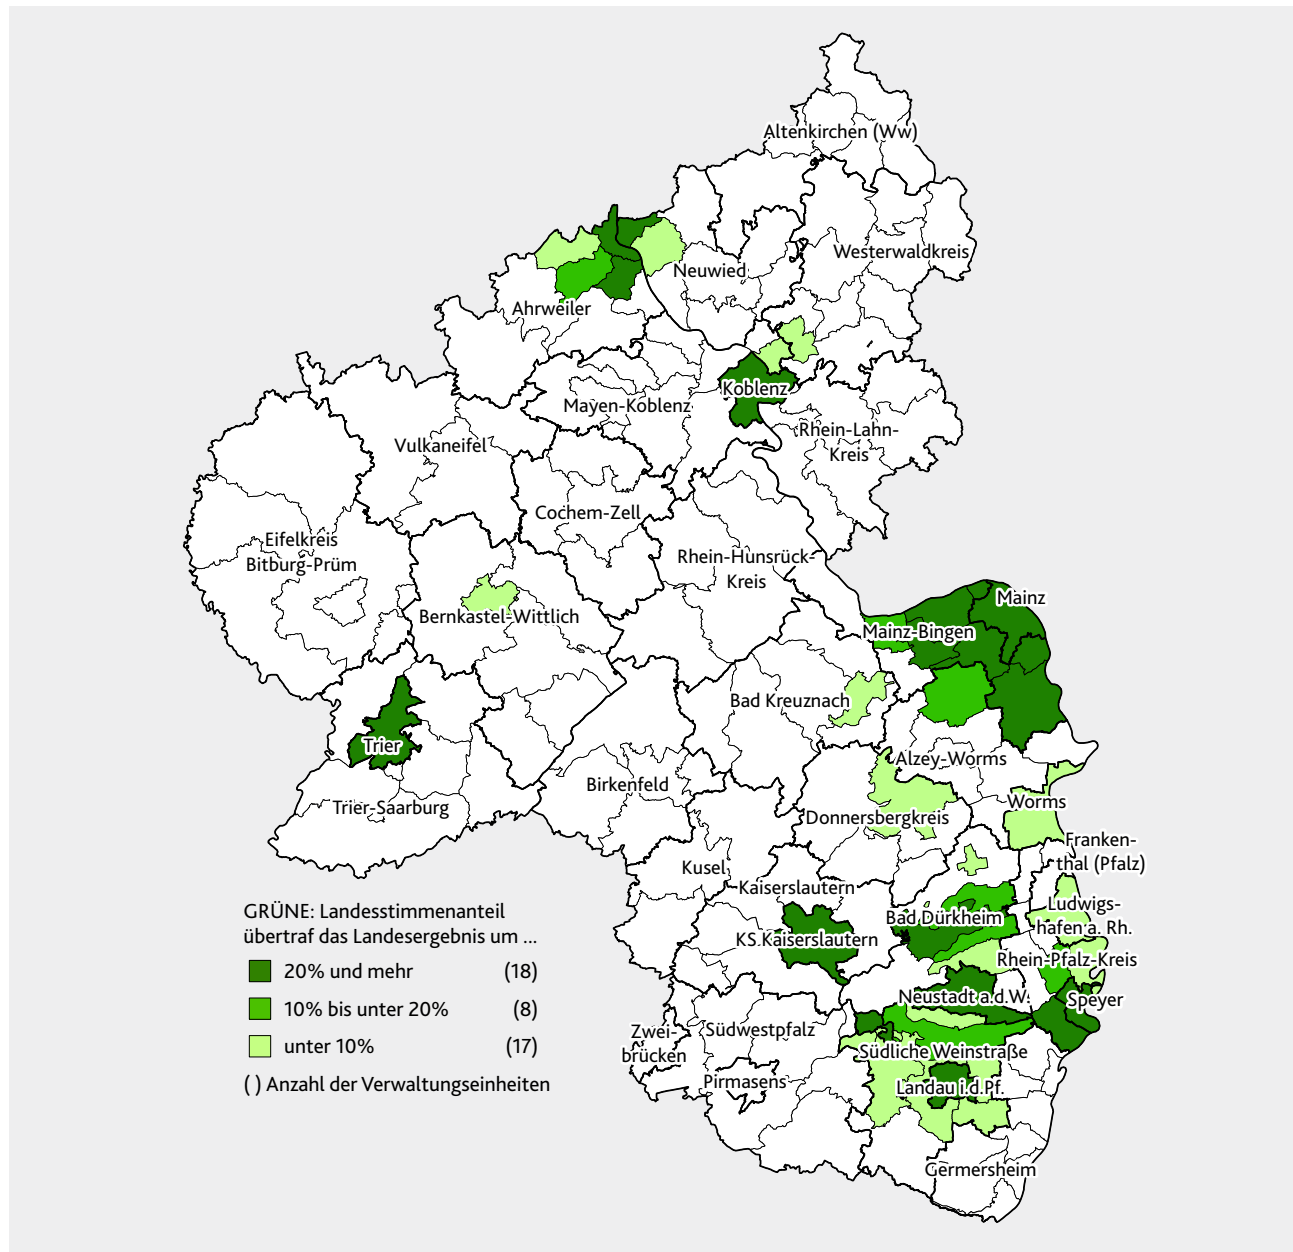 Altenkirchen (Ww)
Westerwaldkreis
Neuwied
Ahrweiler
Koblenz
Mayen-Koblenz
Rhein-Lahn-
Kreis
Vulkaneifel
Cochem-Zell
Eifelkreis
Bitburg-Prüm
Rhein-Hunsrück-
Kreis
Bernkastel-Wittlich
Mainz
Mainz-Bingen
Bad Kreuznach
Trier
Alzey-Worms
Birkenfeld
Trier-Saarburg
Worms
Donnersbergkreis
Franken-
thal (Pfalz)
Kusel
Kaiserslautern
Ludwigs-
hafen a. Rh.
Bad Dürkheim
KS.Kaiserslautern
Rhein-Pfalz-Kreis
Neustadt a.d.W.
Speyer
Zwei-
brücken
Südwestpfalz
Südliche Weinstraße
Pirmasens
Landau i.d.Pf.
Germersheim
GRÜNE: Landesstimmenanteil
übertraf das Landesergebnis um ...
20% und mehr (18)
10% bis unter 20% (8)
unter 10% (17)
( ) Anzahl der Verwaltungseinheiten